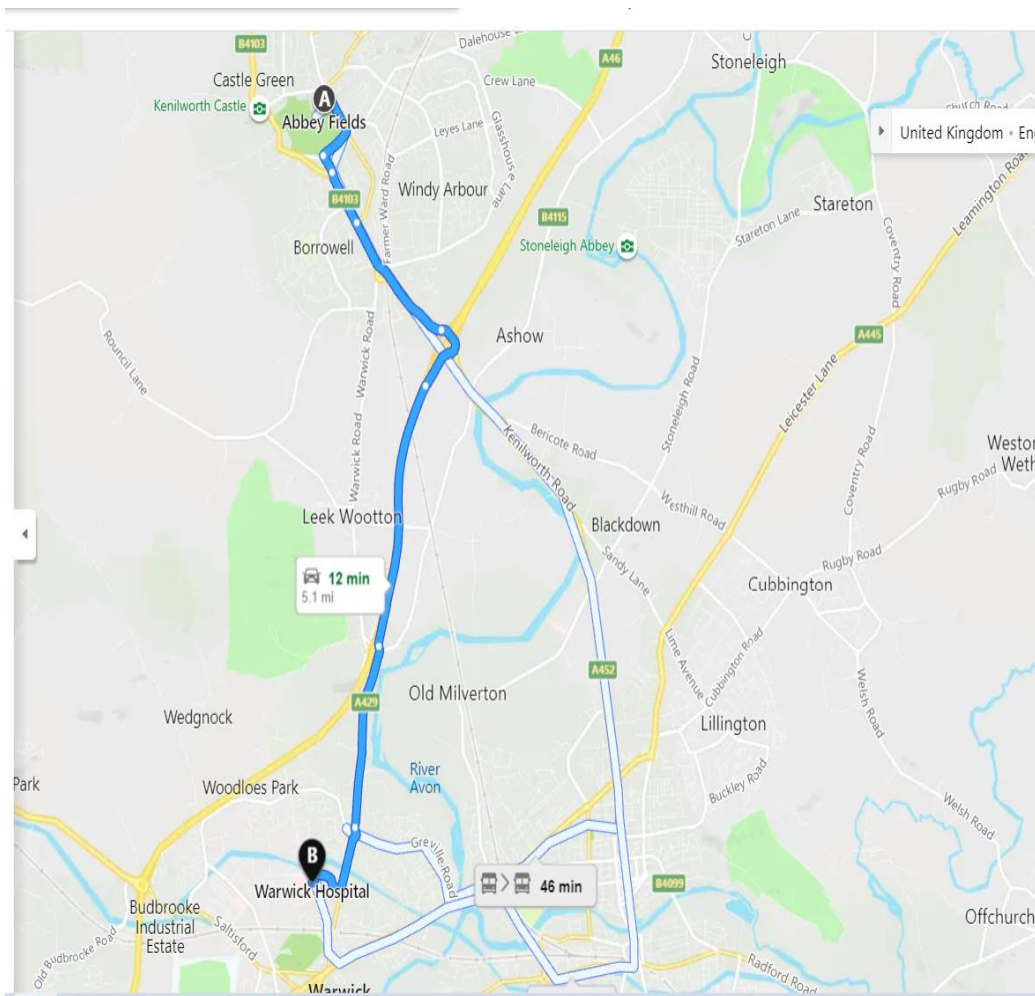 Dalehouse L
B4103
A46
Stoneleigh
Castle Green
Crew Lane
Kenilworth Castle
A
Abbey Fields
Leyes Lane
Glasshouse Lane
Church Road
United Kingdom • En
Windy Arbour
B4103
Farmer Ward Road
B4115
Stareton
Stareton Lane
Leamington Road
Borrowell
Stoneleigh Abbey
Coventry Road
Rouncil Lane
Warwick Road
Ashow
A445
Stoneleigh Road
Leicester Lane
Warwick Road
Kenilworth Road
Bericote Road
Coventry Road
Weston
Weth
Rugby Road
Westhill Road
Leek Wootton
Blackdown
Sandy Lane
Rugby Road
12 min
5.1 mi
Cubbington
Lime Avenue
Cubbington Road
A452
Welsh Road
Old Milverton
A429
Wedgnock
Lillington
Park
Woodloes Park
River
Avon
Buckley Road
Welsh Road
B
Greville Road
Warwick Hospital
46 min
B4099
Budbrooke
Industrial
Estate
Saltisford
Offchurch
Old Budbrooke Road
Radford Road
Warwick